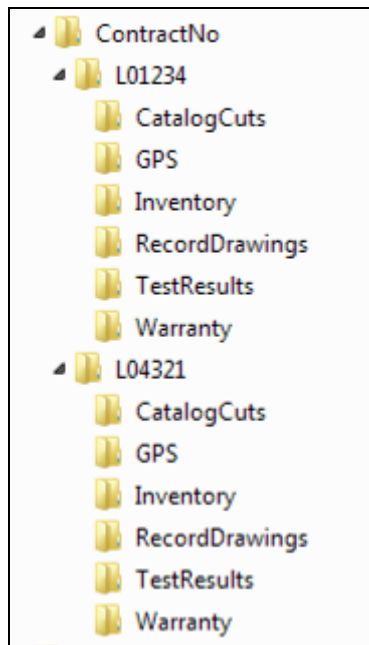 ContractNo
L01234
CatalogCuts
GPS
Inventory
RecordDrawings
TestResults
Warranty
L04321
CatalogCuts
GPS
Inventory
RecordDrawings
TestResults
Warranty